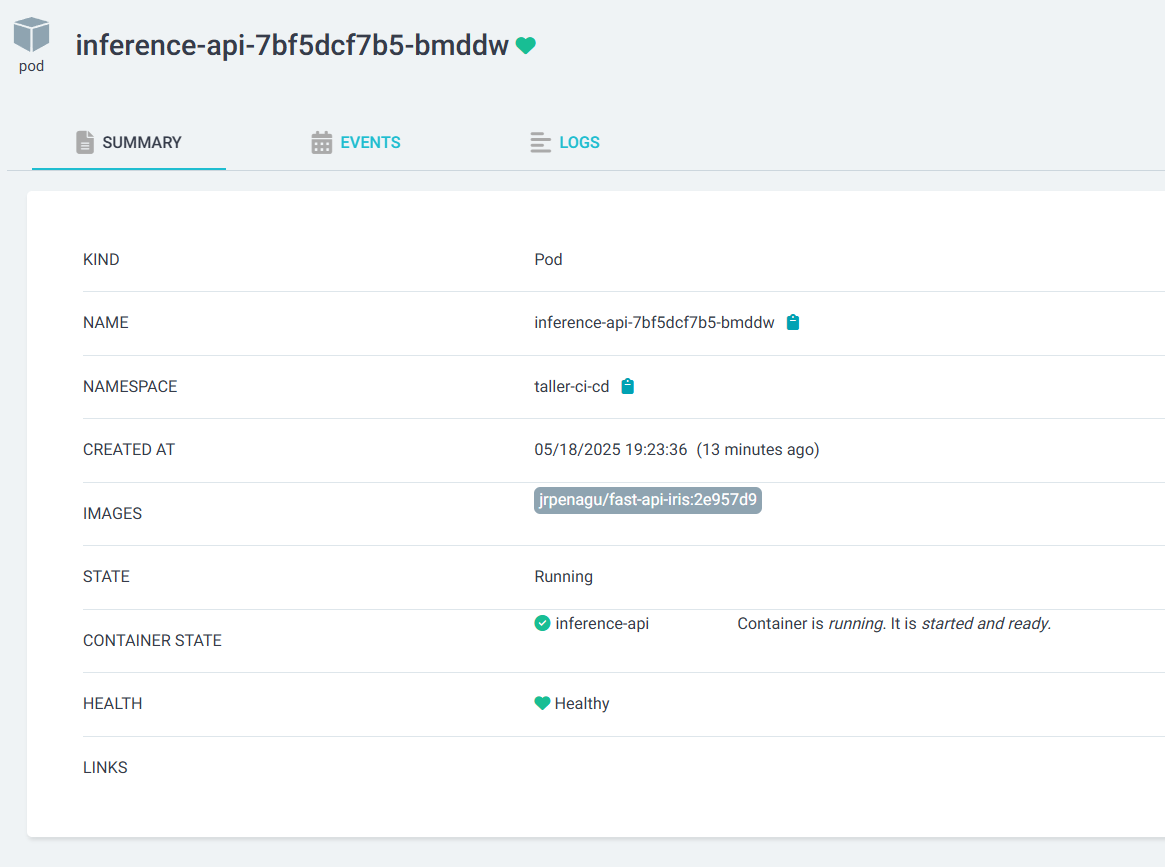 inference-api-7bf5dcf7b5-bmddw
pod
SUMMARY EVENTS LOGS
KIND Pod
NAME inference-api-7bf5dcf7b5-bmddw
NAMESPACE taller-ci-cd
CREATED AT 05/18/2025 19:23:36 (13 minutes ago)
IMAGES jrpenagu/fast-api-iris:2e957d9
STATE Running
CONTAINER STATE inference-api Container is running. It is started and ready.
HEALTH Healthy
LINKS